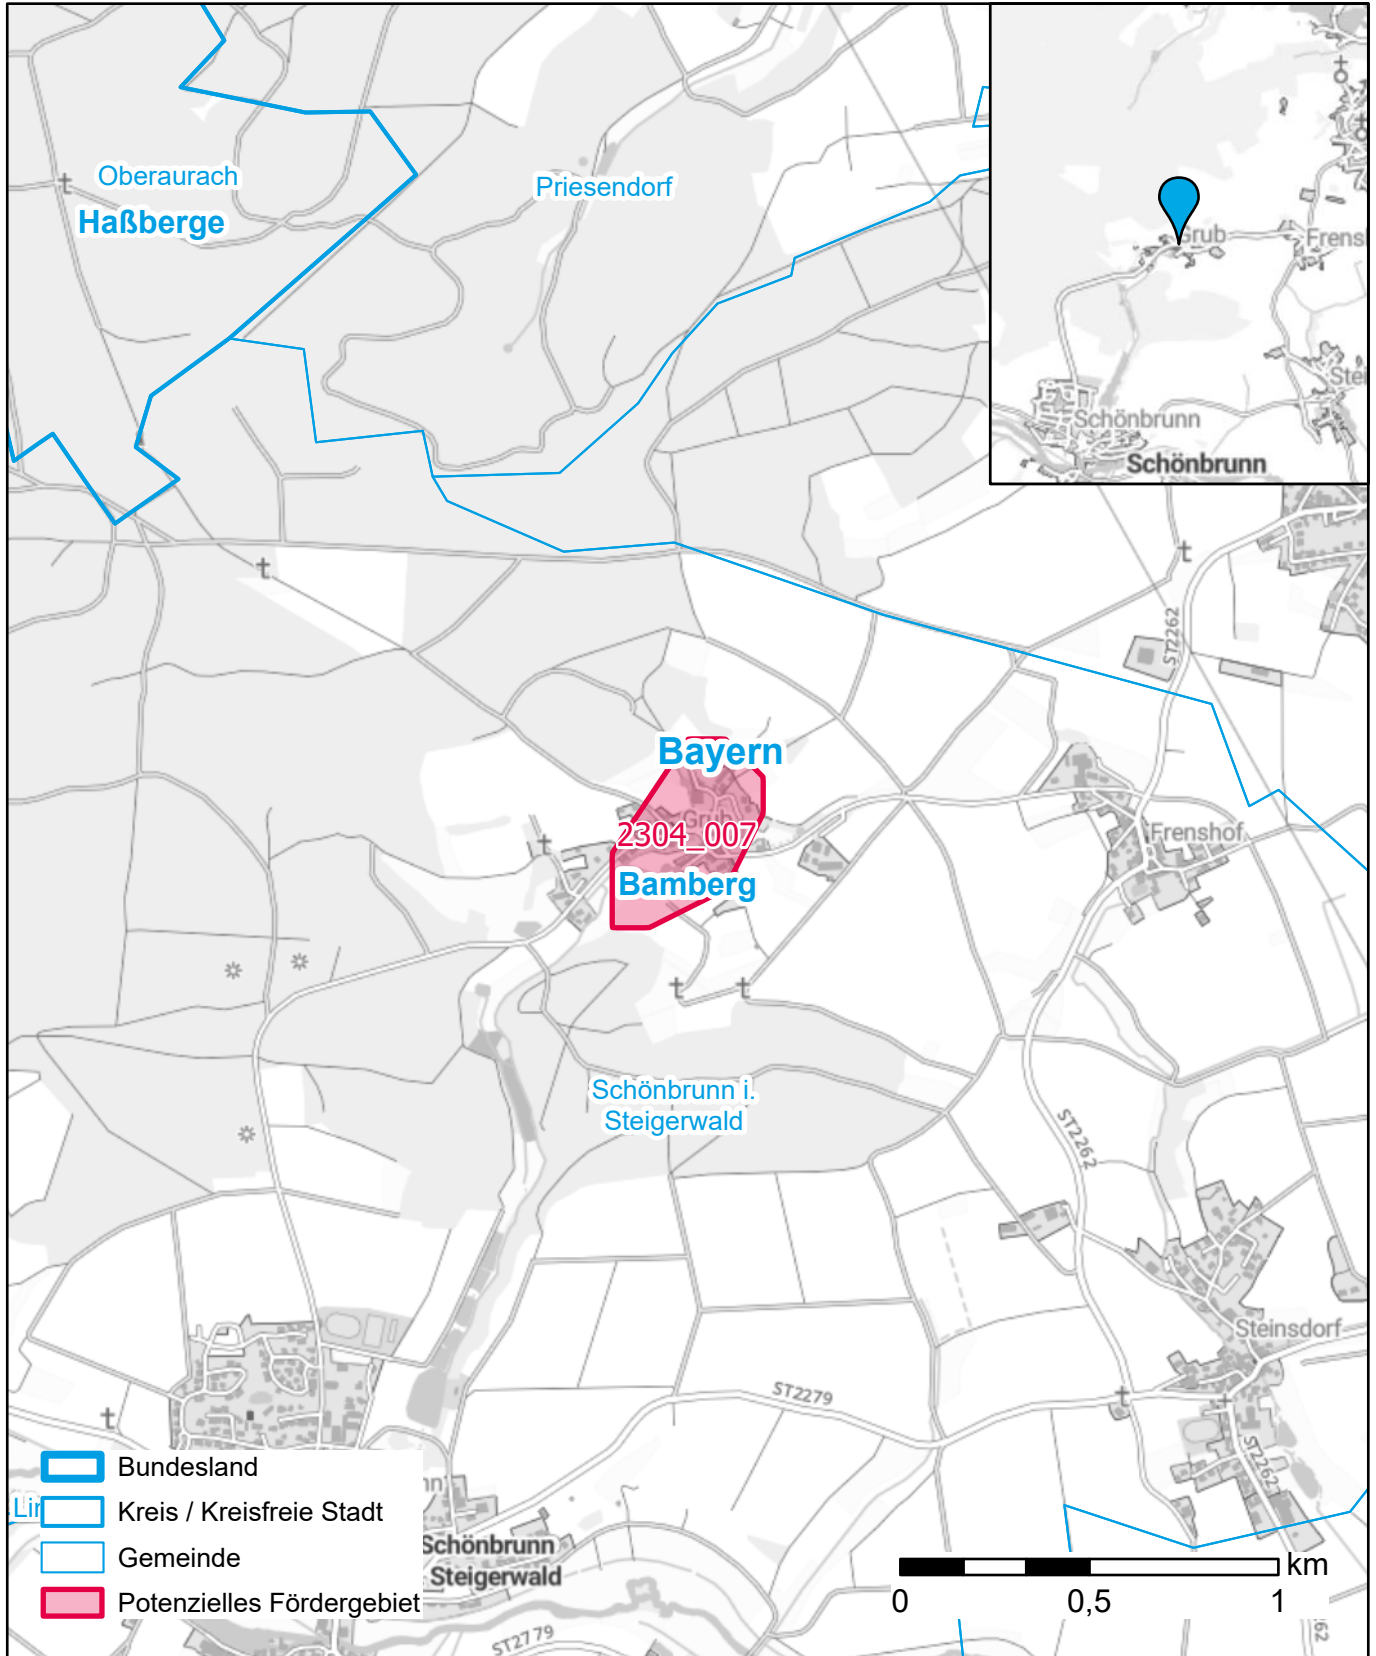 Oberaurach
Haßberge
Priesendorf
Grub
Schönbrunn
Schönbrunn
ST2262
Bayern
Grub
2304_007
Bamberg
Frenshof
Schönbrunn i.
Steigerwald
ST2262
Steinsdorf
ST2279
ST2262
Bundesland
Kreis / Kreisfreie Stadt
Gemeinde
Potenzielles Fördergebiet
Schönbrunn
Steigerwald
ST2779
km
0
0,5
1